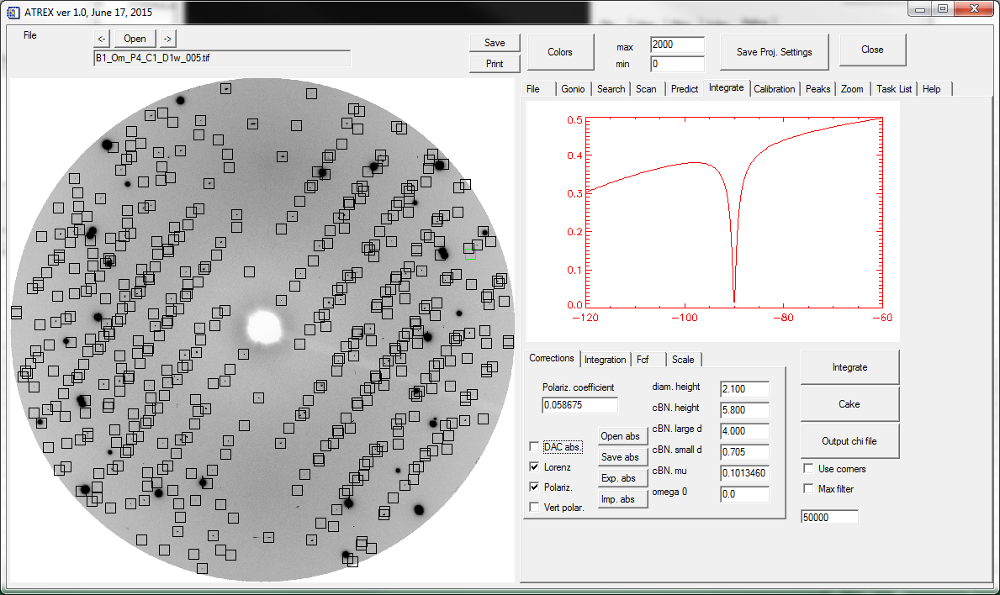 ATREX ver 1.0, June 17, 2015
File
<- Open ->
B1_Om_P4_C1_D1w_005.tif
Save
Print
Colors
max 2000
min 0
Save Proj. Settings
Close
File Gonio Search Scan Predict Integrate Calibration Peaks Zoom Task List Help
0.5
0.4
0.3
0.2
0.1
0.0
−120 −100 −80 −60
Corrections Integration Fcf Scale
Polariz. coefficient
0.058675
DAC abs.
Lorenz
Polariz.
Vert polar.
Open abs
Save abs
Exp. abs
Imp. abs
diam. height 2.100
cBN. height 5.800
cBN. large d 4.000
cBN. small d 0.705
cBN. mu 0.1013460
omega 0 0.0
Integrate
Cake
Output chi file
Use corners
Max filter
50000